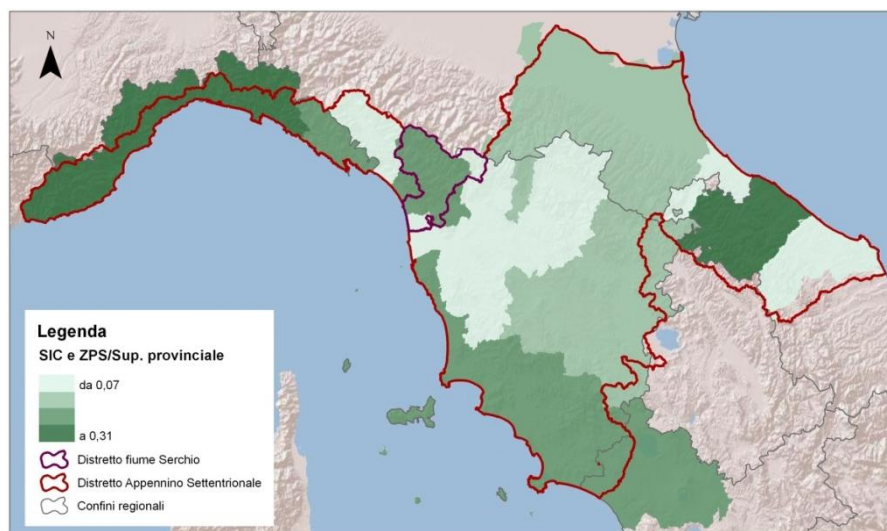 N
Legenda
SIC e ZPS/Sup. provinciale
da 0,07
a 0,31
Distretto fiume Serchio
Distretto Appennino Settentrionale
Confini regionali